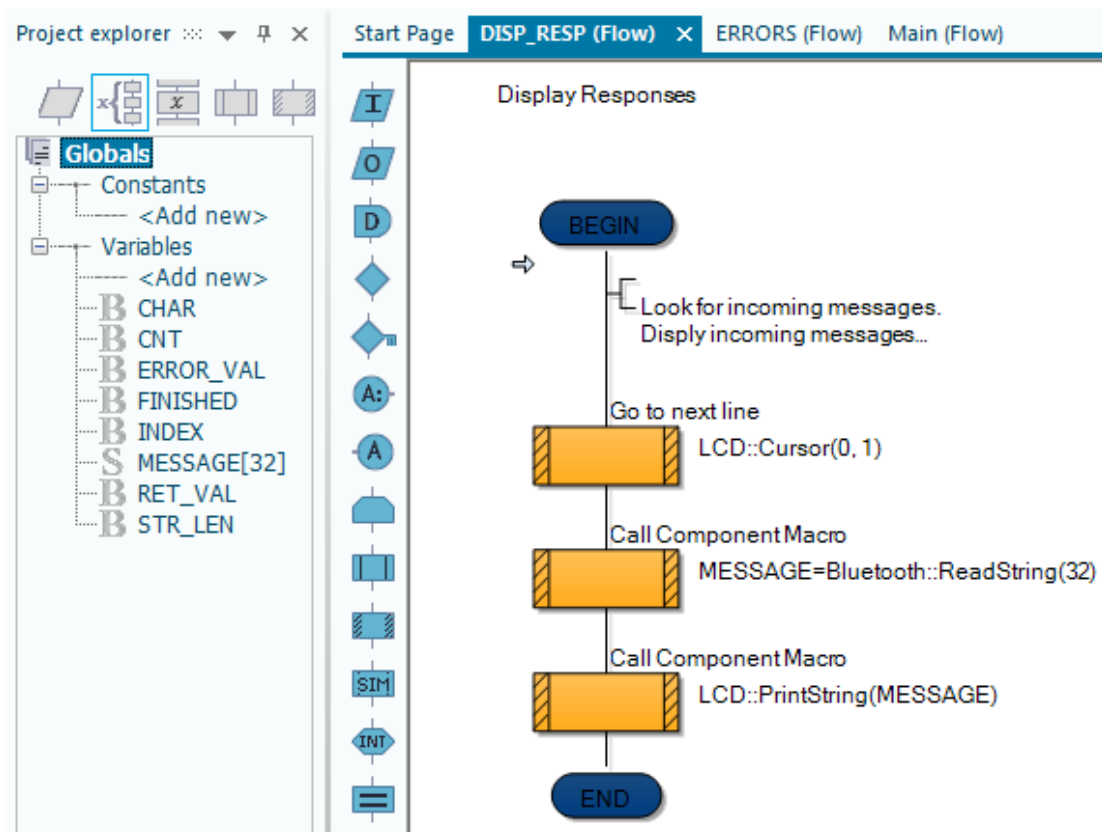 Project explorer
Start Page DISP_RESP (Flow) ERRORS (Flow) Main (Flow)
Globals
Constants
<Add new>
Variables
<Add new>
B CHAR
B CNT
B ERROR_VAL
B FINISHED
B INDEX
S MESSAGE[32]
B RET_VAL
B STR_LEN
x
x
I
O
D
A:
A
SIM
INT
Display Responses
BEGIN
Look for incoming messages.
Disply incoming messages...
Go to next line
LCD::Cursor(0, 1)
Call Component Macro
MESSAGE=Bluetooth::ReadString(32)
Call Component Macro
LCD::PrintString(MESSAGE)
END